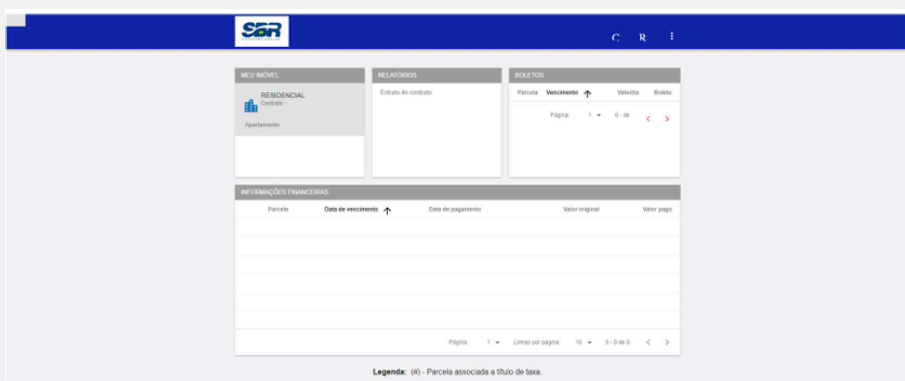 SBR
C R
MEU IMÓVEL
RESIDENCIAL
Contrato -
Apartamento
RELATÓRIOS
Extrato do contrato
BOLETOS
Parcela Vencimento Boleto
Página: 1 0 - de
INFORMAÇÕES FINANCEIRAS
Parcela Data de vencimento Data de pagamento Valor original Valor pago
Página: 1 Linhas por página: 10 0 - 0 de 0
Legenda: (#) - Parcela associada a título de taxa.